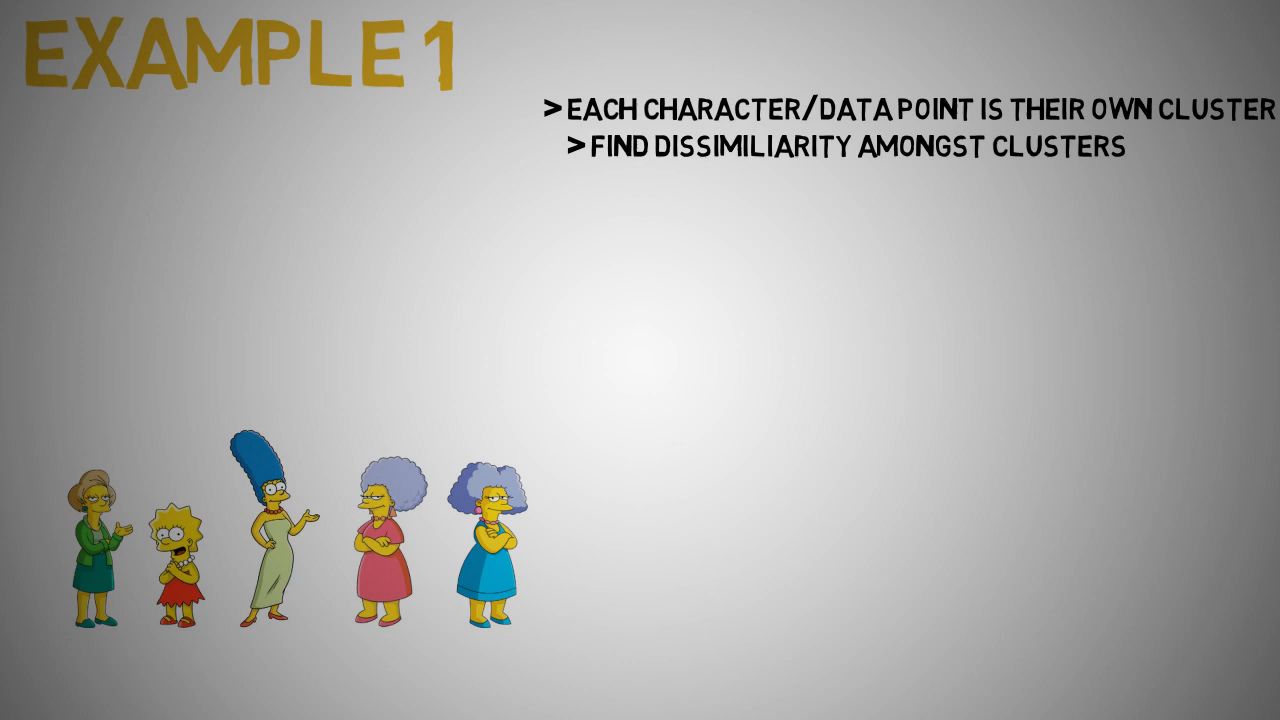 EXAMPLE 1
> EACH CHARACTER/DATA POINT IS THEIR OWN CLUSTER
> FIND DISSIMILIARITY AMONGST CLUSTERS